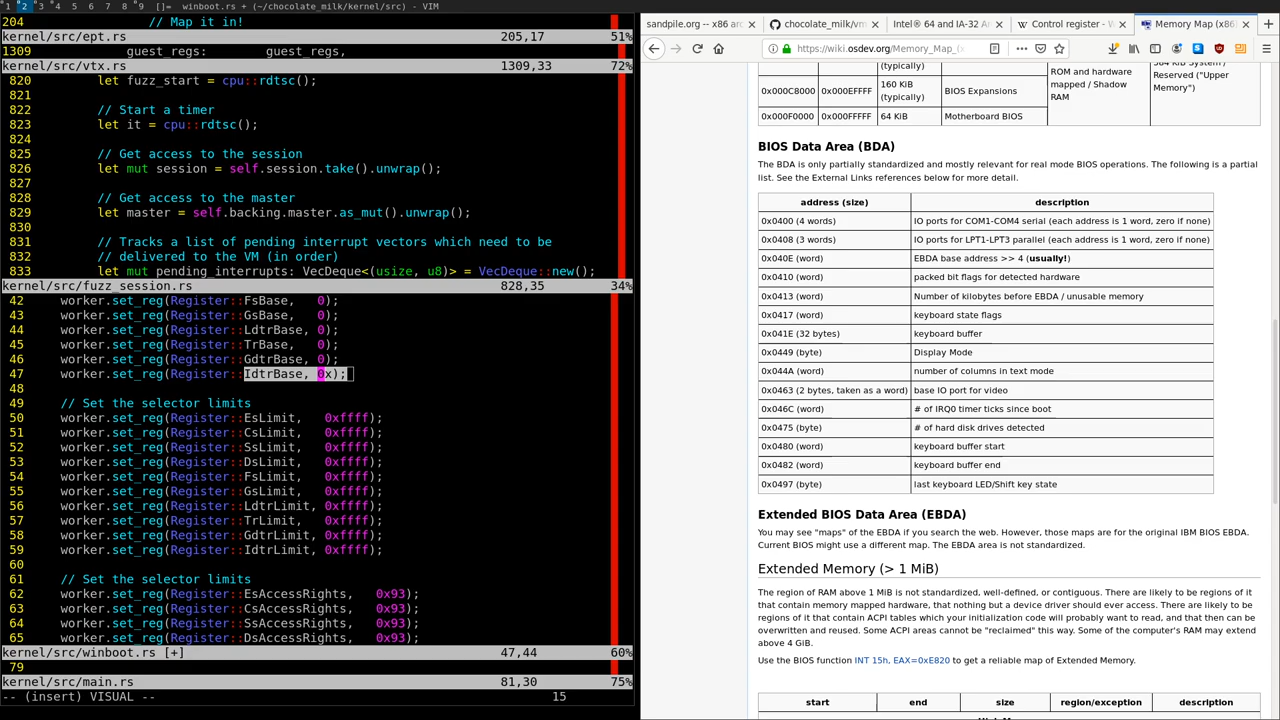 1 2 3 4 5 6 7 8 9 []= winboot.rs + (~/chocolate_milk/kernel/src) - VIM
204 // Map it in!
kernel/src/ept.rs 205,17 51%
1309 guest_regs: guest_regs,
kernel/src/vtx.rs 1309,33 72%
820 let fuzz_start = cpu::rdtsc();
821
822 // Start a timer
823 let it = cpu::rdtsc();
824
825 // Get access to the session
826 let mut session = self.session.take().unwrap();
827
828 // Get access to the master
829 let master = self.backing.master.as_mut().unwrap();
830
831 // Tracks a list of pending interrupt vectors which need to be
832 // delivered to the VM (in order)
833 let mut pending_interrupts: VecDeque<(usize, u8)> = VecDeque::new();
kernel/src/fuzz_session.rs 828,35 34%
42 worker.set_reg(Register::FsBase, 0);
43 worker.set_reg(Register::GsBase, 0);
44 worker.set_reg(Register::LdtrBase, 0);
45 worker.set_reg(Register::TrBase, 0);
46 worker.set_reg(Register::GdtrBase, 0);
47 worker.set_reg(Register::IdtrBase, 0x);
48
49 // Set the selector limits
50 worker.set_reg(Register::EsLimit, 0xffff);
51 worker.set_reg(Register::CsLimit, 0xffff);
52 worker.set_reg(Register::SsLimit, 0xffff);
53 worker.set_reg(Register::DsLimit, 0xffff);
54 worker.set_reg(Register::FsLimit, 0xffff);
55 worker.set_reg(Register::GsLimit, 0xffff);
56 worker.set_reg(Register::LdtrLimit, 0xffff);
57 worker.set_reg(Register::TrLimit, 0xffff);
58 worker.set_reg(Register::GdtrLimit, 0xffff);
59 worker.set_reg(Register::IdtrLimit, 0xffff);
60
61 // Set the selector limits
62 worker.set_reg(Register::EsAccessRights, 0x93);
63 worker.set_reg(Register::CsAccessRights, 0x93);
64 worker.set_reg(Register::SsAccessRights, 0x93);
65 worker.set_reg(Register::DsAccessRights, 0x93);
kernel/src/winboot.rs [+] 47,44 60%
79
kernel/src/main.rs 81,30 75%
-- (insert) VISUAL -- 15
sandpile.org -- x86 ar chocolate_milk/vm Intel® 64 and IA-32 A Control register - W Memory Map (x86
https://wiki.osdev.org/Memory_Map_(
(typically) 384 KiB System)
ROM and hardware Reserved ("Upper
160 KiB mapped / Shadow Memory")
0x000C8000 0x000EFFFF (typically) BIOS Expansions RAM
0x000F0000 0x000FFFFF 64 KiB Motherboard BIOS
BIOS Data Area (BDA)
The BDA is only partially standardized and mostly relevant for real mode BIOS operations. The following is a partial
list. See the External Links references below for more detail.
address (size) description
0x0400 (4 words) IO ports for COM1-COM4 serial (each address is 1 word, zero if none)
0x0408 (3 words) IO ports for LPT1-LPT3 parallel (each address is 1 word, zero if none)
0x040E (word) EBDA base address >> 4 (usually!)
0x0410 (word) packed bit flags for detected hardware
0x0413 (word) Number of kilobytes before EBDA / unusable memory
0x0417 (word) keyboard state flags
0x041E (32 bytes) keyboard buffer
0x0449 (byte) Display Mode
0x044A (word) number of columns in text mode
0x0463 (2 bytes, taken as a word) base IO port for video
0x046C (word) # of IRQ0 timer ticks since boot
0x0475 (byte) # of hard disk drives detected
0x0480 (word) keyboard buffer start
0x0482 (word) keyboard buffer end
0x0497 (byte) last keyboard LED/Shift key state
Extended BIOS Data Area (EBDA)
You may see "maps" of the EBDA if you search the web. However, those maps are for the original IBM BIOS EBDA.
Current BIOS might use a different map. The EBDA area is not standardized.
Extended Memory (> 1 MiB)
The region of RAM above 1 MiB is not standardized, well-defined, or contiguous. There are likely to be regions of it
that contain memory mapped hardware, that nothing but a device driver should ever access. There are likely to be
regions of it that contain ACPI tables which your initialization code will probably want to read, and that then can be
overwritten and reused. Some ACPI areas cannot be "reclaimed" this way. Some of the computer's RAM may extend
above 4 GiB.
Use the BIOS function INT 15h, EAX=0xE820 to get a reliable map of Extended Memory.
start end size region/exception description